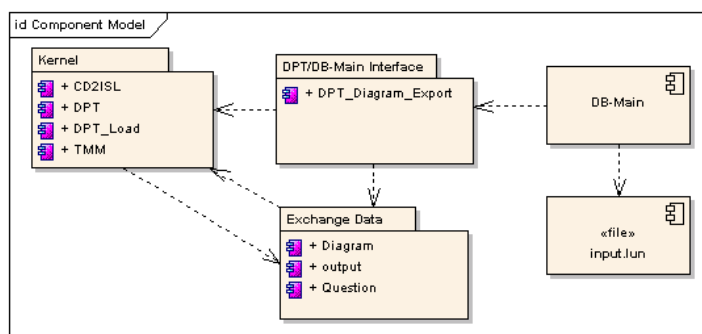 id Component Model
Kernel
+ CD2ISL
+ DPT
+ DPT_Load
+ TMM
DPT/DB-Main Interface
+ DPT_Diagram_Export
DB-Main
Exchange Data
+ Diagram
+ output
+ Question
«file»
input.lun